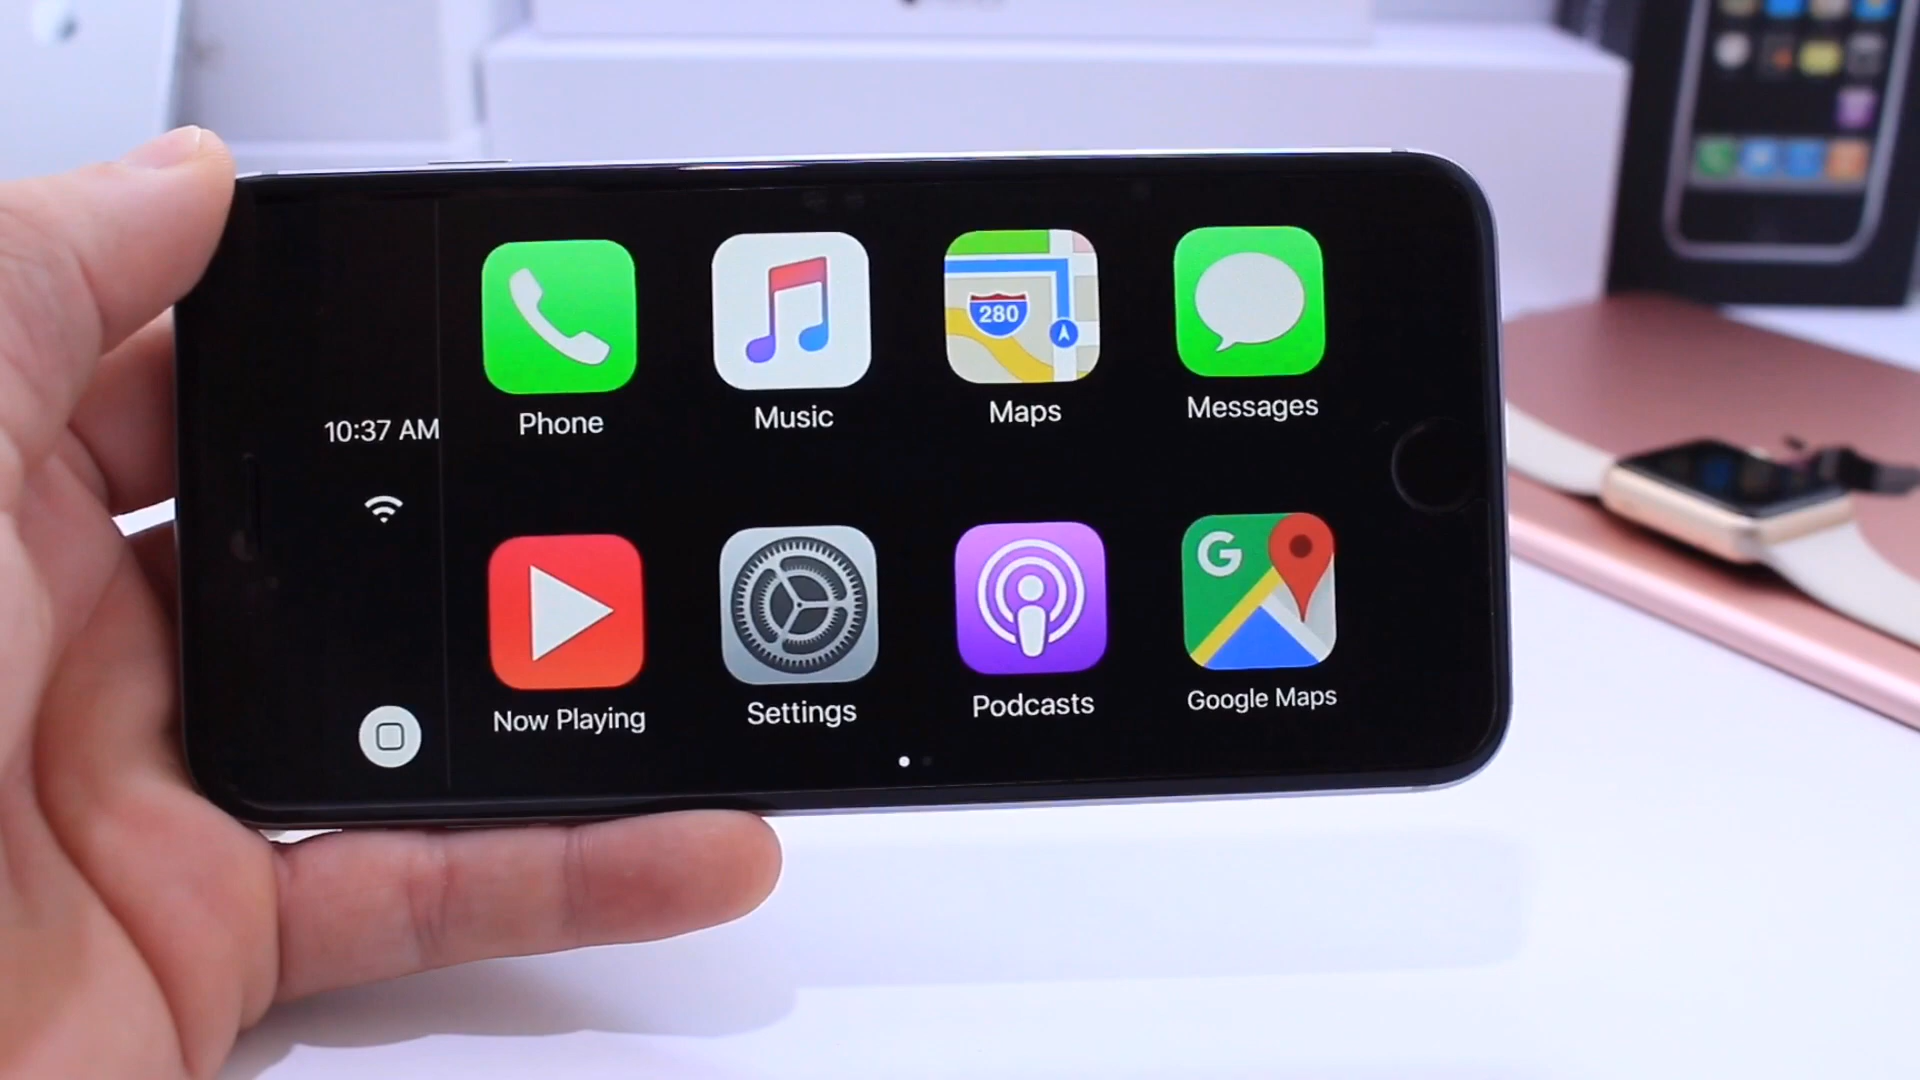 Phone
Music
Maps
Messages
280
10:37 AM
G
Now Playing
Settings
Podcasts
Google Maps